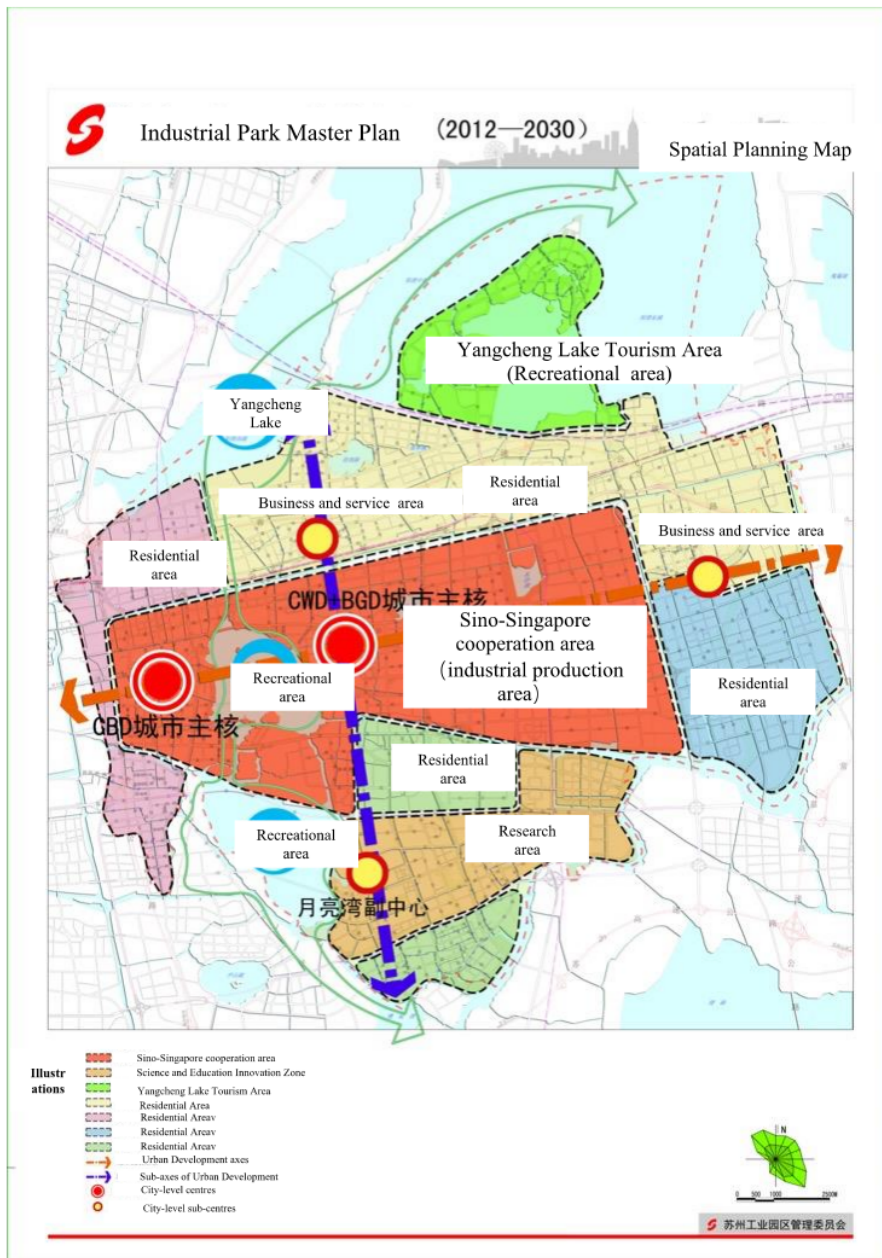 Industrial Park Master Plan
(2012—2030)
Spatial Planning Map
Yangcheng Lake Tourism Area
(Recreational area)
Yangcheng
Lake
Residential
area
Business and service area
Business and service area
Residential
area
CWD+BGD城市主核
Sino-Singapore
cooperation area
（industrial production
area）
Recreational
area
Residential
area
CBD城市主核
Residential
area
Recreational
area
Research
area
月亮湾副中心
Illustr
ations
Sino-Singapore cooperation area
Science and Education Innovation Zone
Yangcheng Lake Tourism Area
Residential Area
Residential Areav
Residential Areav
Residential Areav
Urban Development axes
Sub-axes of Urban Development
City-level centres
City-level sub-centres
N
0 500 1000 2500M
苏州工业园区管理委员会